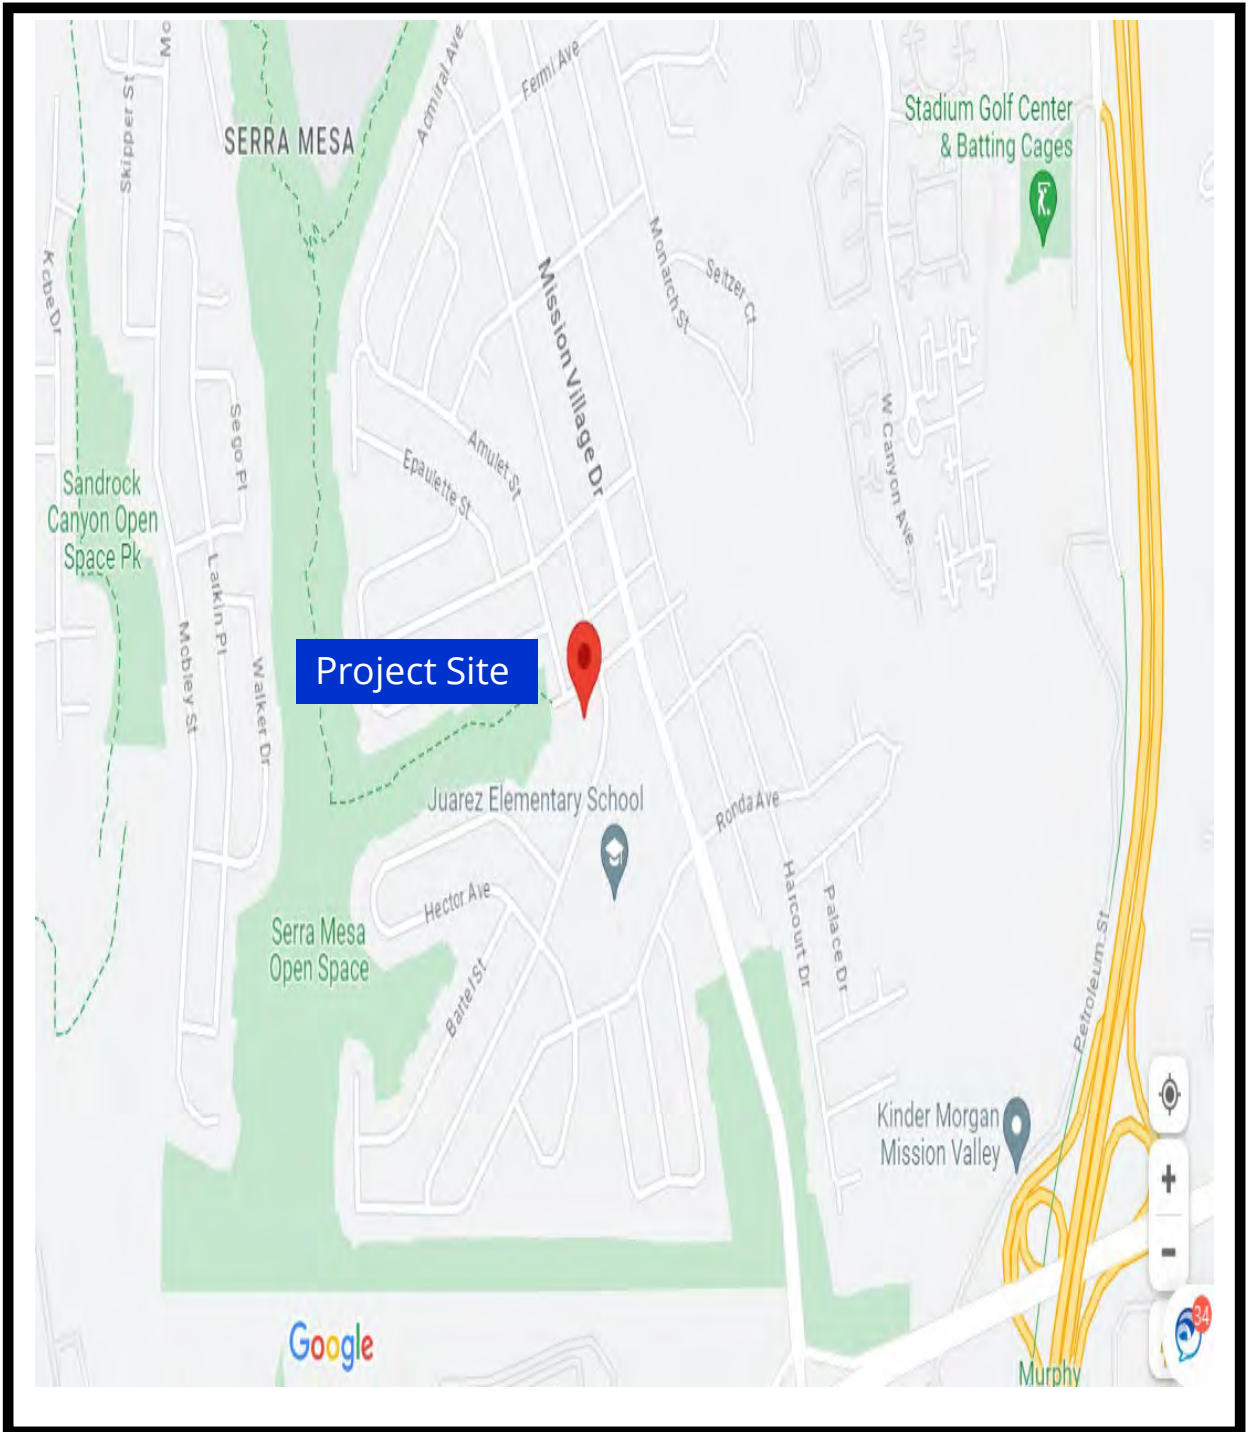 Mo
Admiral Ave
Fermi Ave
Skipper St
SERRA MESA
Stadium Golf Center
& Batting Cages
Kobe Dr
Monarch St
Seitzer Ct
Mission Village Dr
Sego Pl
W Canyon Ave
Amulet St
Epaulette St
Sandrock
Canyon Open
Space Pk
Larkin Pl
Mobley St
Walker Dr
Project Site
Juarez Elementary School
Ronda Ave
Hector Ave
Harcourt Dr
Palace Dr
Serra Mesa
Open Space
Bartel St
Petroleum St
Kinder Morgan
Mission Valley
+
−
34
Google
Murphy